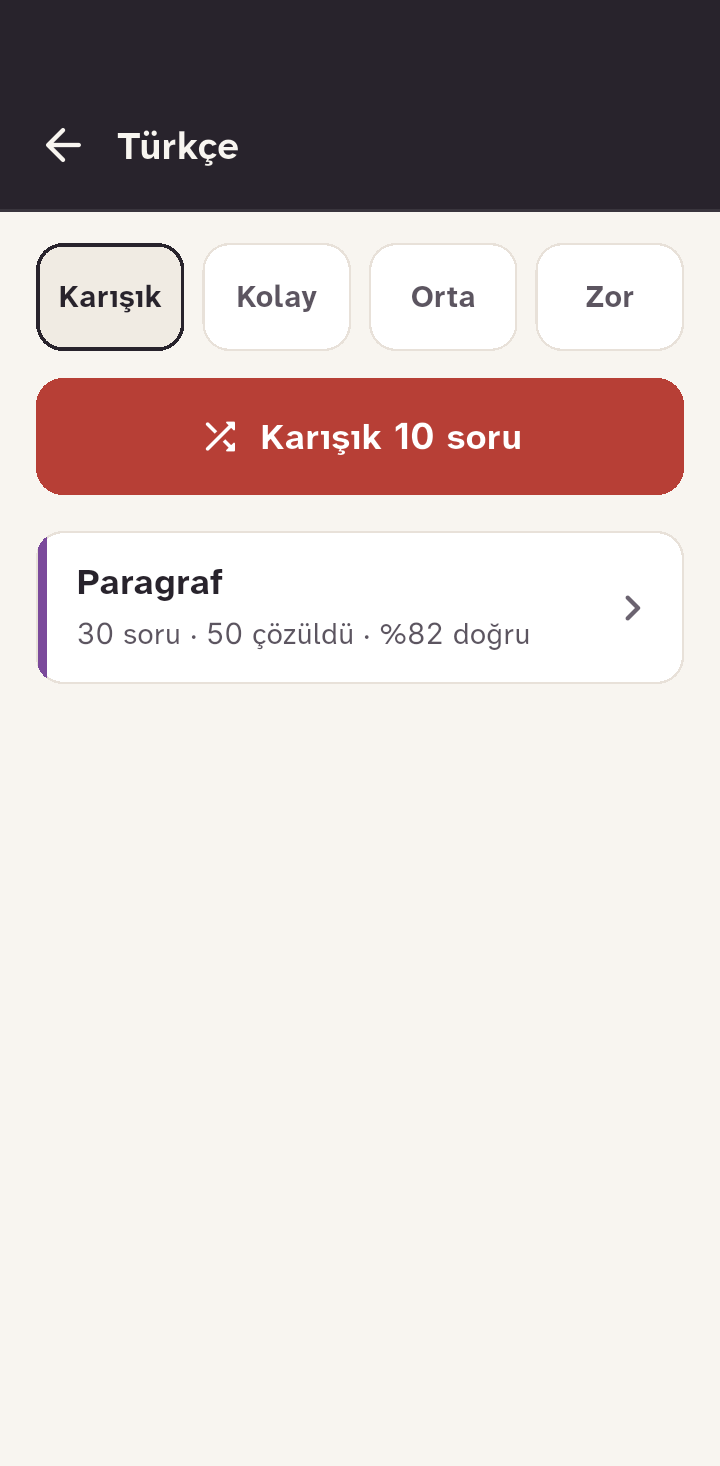 Türkçe
Karışık Kolay Orta Zor
Karışık 10 soru
Paragraf
30 soru · 50 çözüldü · %82 doğru